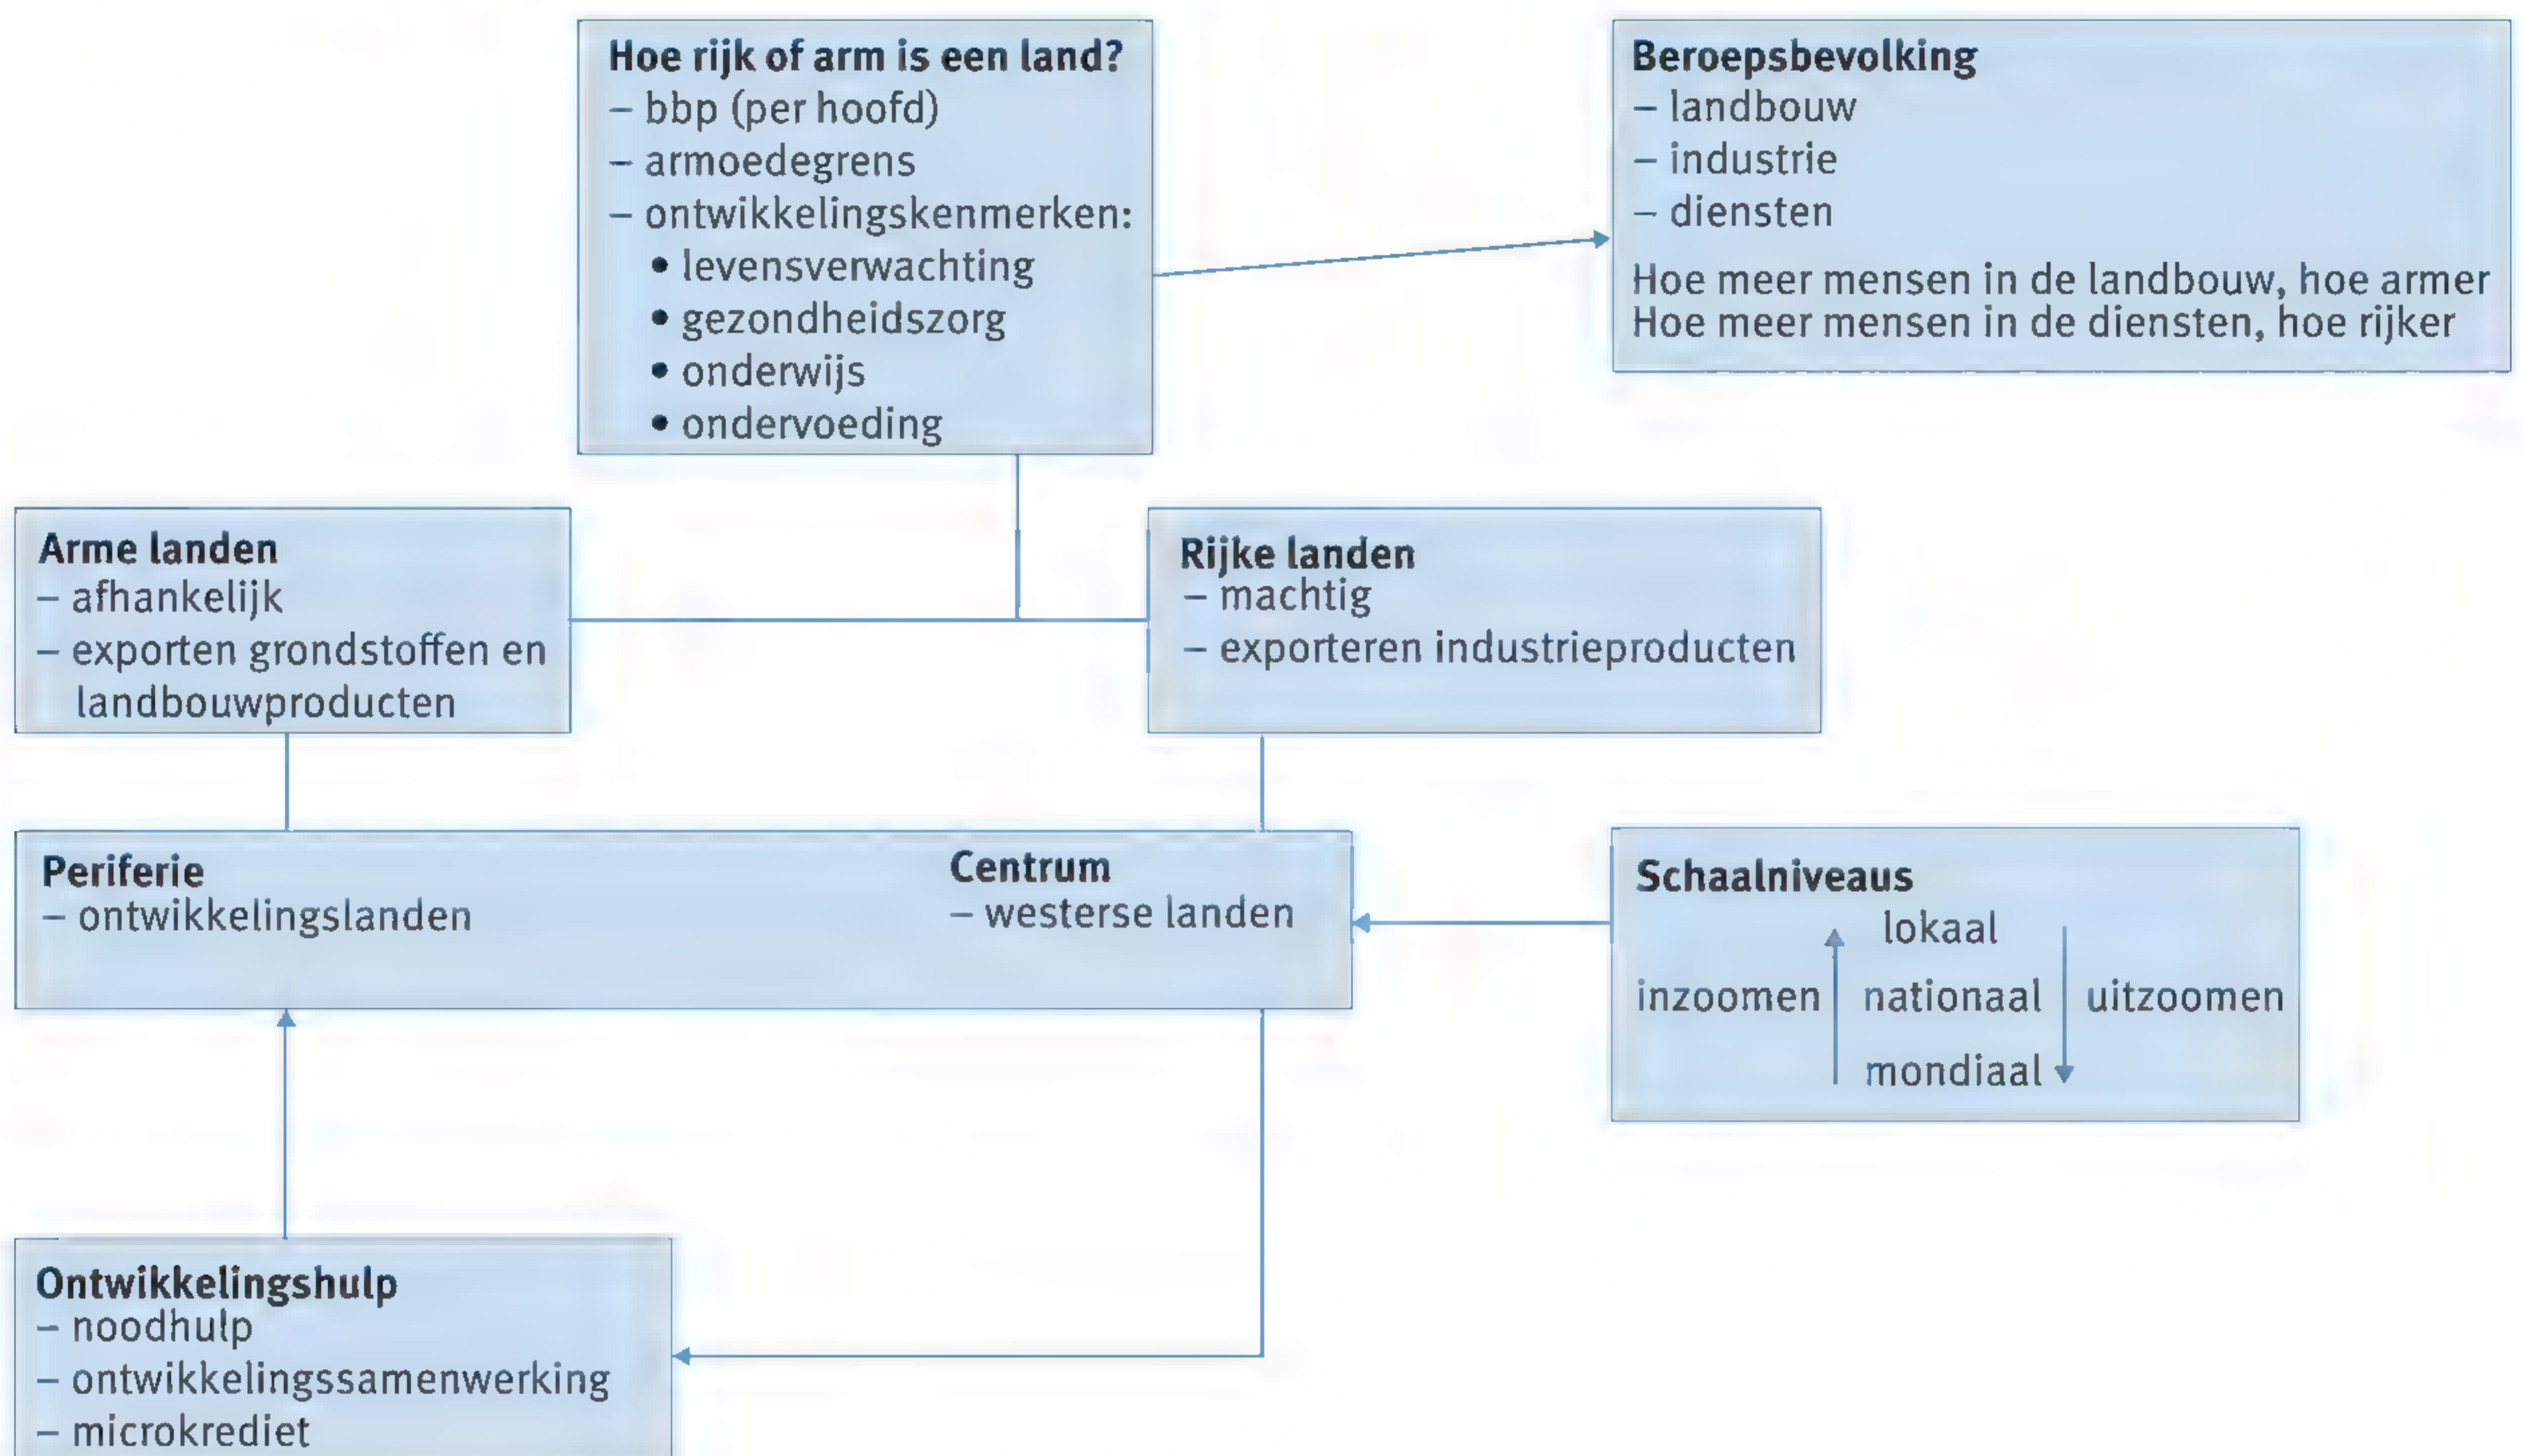 Hoe rijk of arm is een land?
– bbp (per hoofd)
– armoedegrens
– ontwikkelingskenmerken:
• levensverwachting
• gezondheidszorg
• onderwijs
• ondervoeding
Beroepsbevolking
– landbouw
– industrie
– diensten
Hoe meer mensen in de landbouw, hoe armer
Hoe meer mensen in de diensten, hoe rijker
Arme landen
– afhankelijk
– exporten grondstoffen en
landbouwproducten
Rijke landen
– machtig
– exporteren industrieproducten
Periferie
– ontwikkelingslanden
Centrum
– westerse landen
Schaalniveaus
lokaal
inzoomen nationaal uitzoomen
mondiaal
Ontwikkelingshulp
– noodhulp
– ontwikkelingssamenwerking
– microkrediet